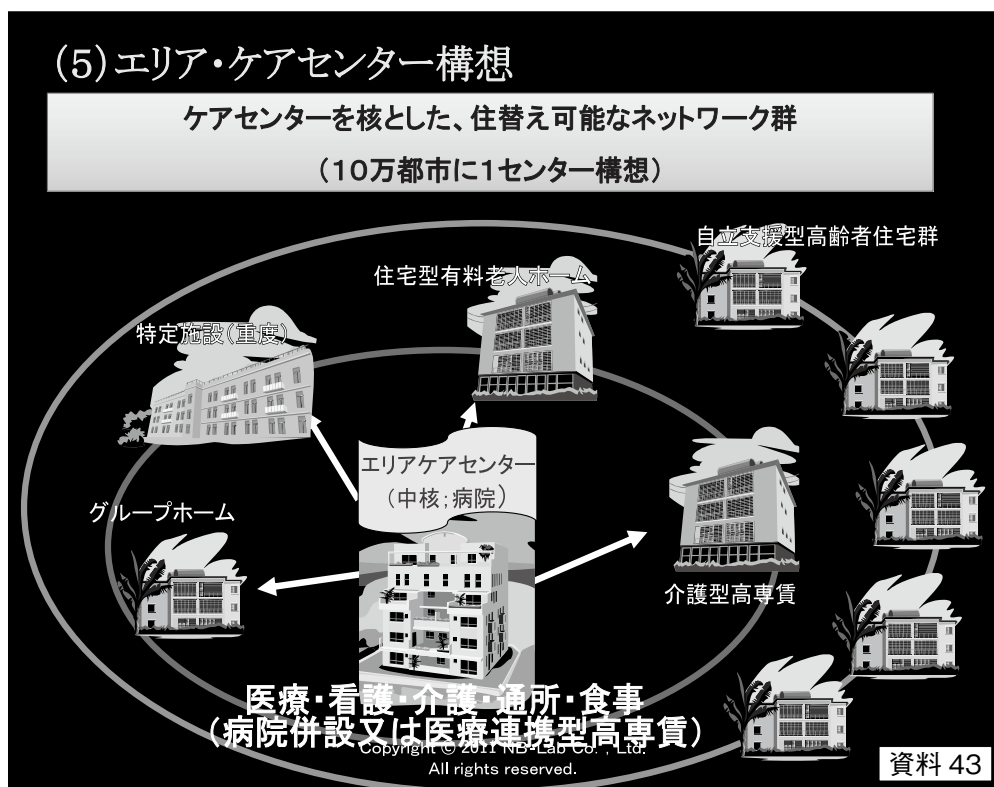 (5)エリア・ケアセンター構想
ケアセンターを核とした、住替え可能なネットワーク群
(10万都市に1センター構想)
自立支援型高齢者住宅群
住宅型有料老人ホーム
特定施設(重度)
エリアケアセンター
(中核;病院)
グループホーム
介護型高専賃
医療・看護・介護・通所・食事
(病院併設又は医療連携型高専賃)
Copyright © 2011 NB-Lab Co. , Ltd.
All rights reserved.
資料 43